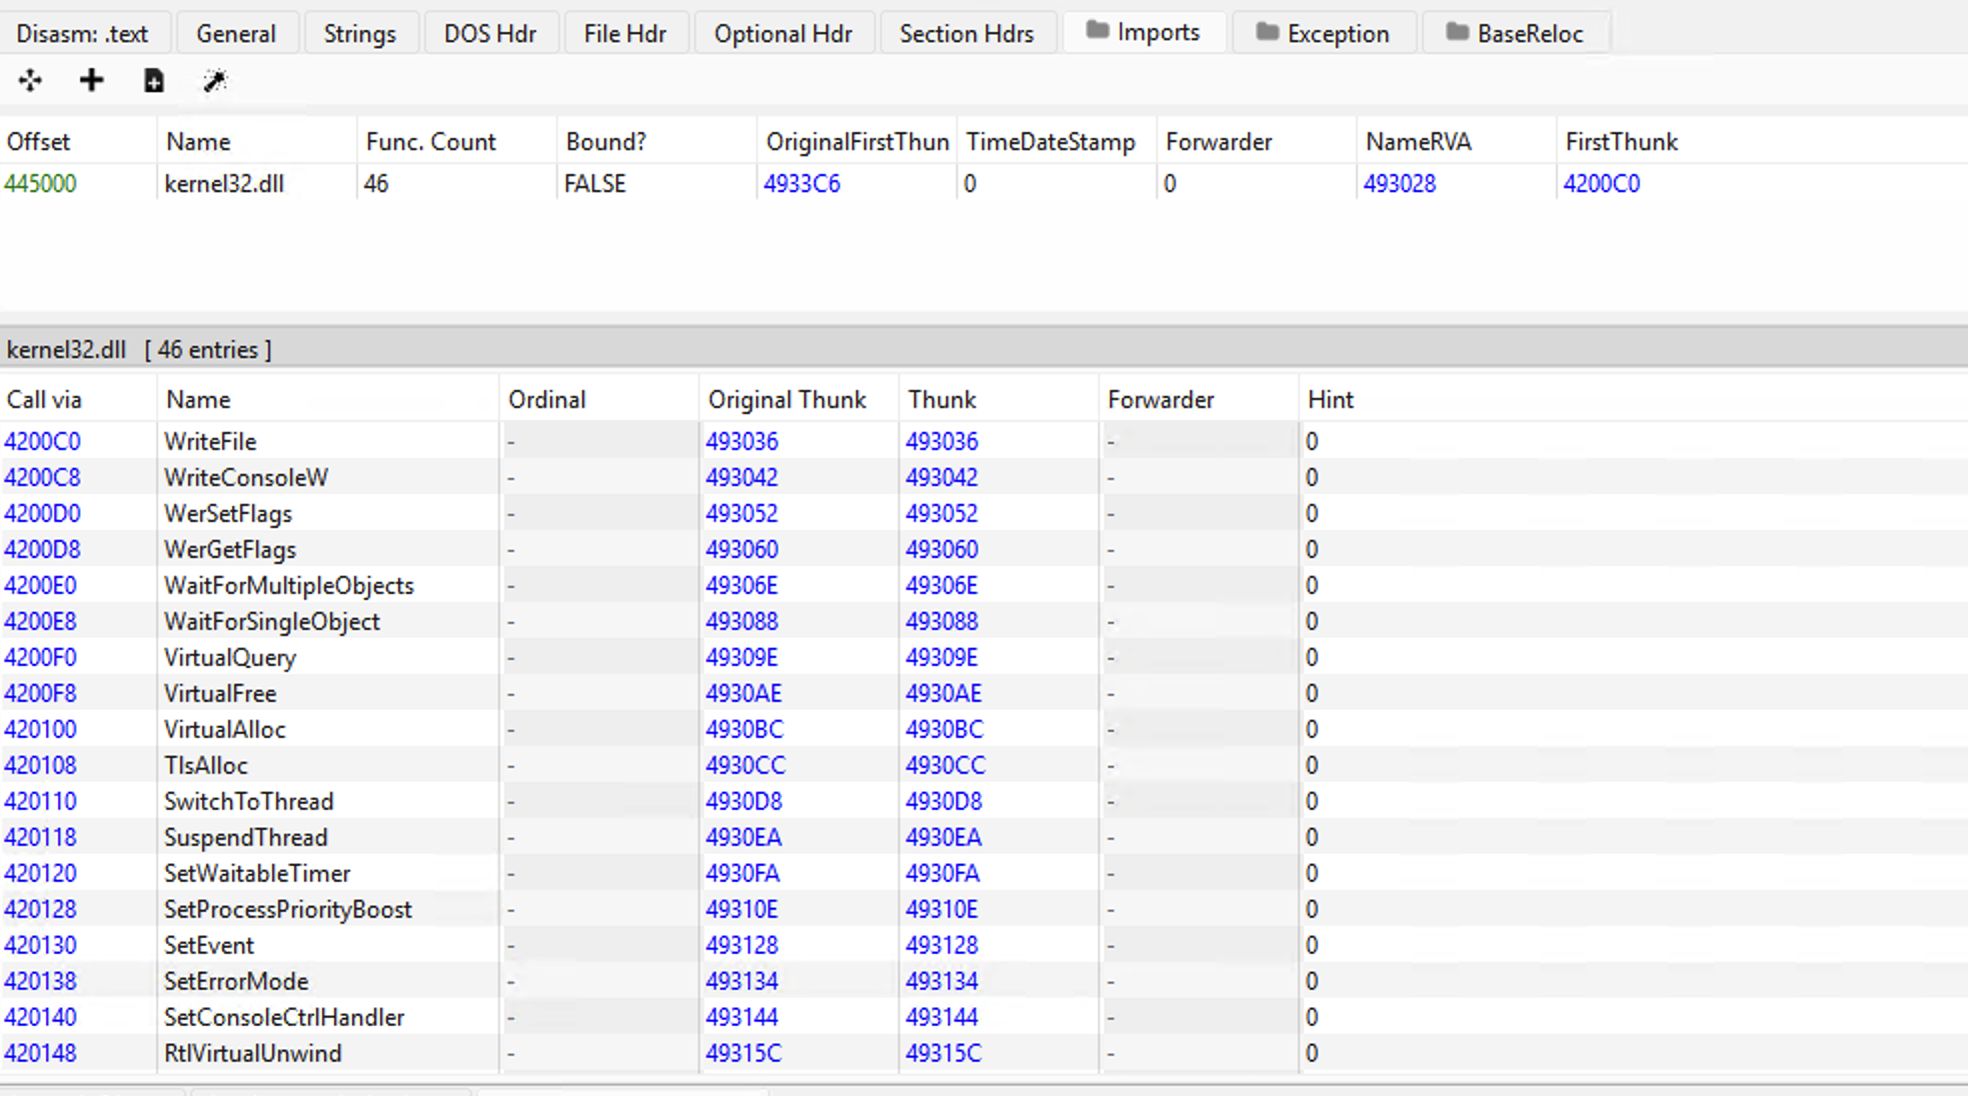 Disasm: .text General Strings DOS Hdr File Hdr Optional Hdr Section Hdrs Imports Exception BaseReloc
Offset Name Func. Count Bound? OriginalFirstThun TimeDateStamp Forwarder NameRVA FirstThunk
445000 kernel32.dll 46 FALSE 4933C6 0 0 493028 4200C0
kernel32.dll [ 46 entries ]
Call via Name Ordinal Original Thunk Thunk Forwarder Hint
4200C0 WriteFile - 493036 493036 - 0
4200C8 WriteConsoleW - 493042 493042 - 0
4200D0 WerSetFlags - 493052 493052 - 0
4200D8 WerGetFlags - 493060 493060 - 0
4200E0 WaitForMultipleObjects - 49306E 49306E - 0
4200E8 WaitForSingleObject - 493088 493088 - 0
4200F0 VirtualQuery - 49309E 49309E - 0
4200F8 VirtualFree - 4930AE 4930AE - 0
420100 VirtualAlloc - 4930BC 4930BC - 0
420108 TlsAlloc - 4930CC 4930CC - 0
420110 SwitchToThread - 4930D8 4930D8 - 0
420118 SuspendThread - 4930EA 4930EA - 0
420120 SetWaitableTimer - 4930FA 4930FA - 0
420128 SetProcessPriorityBoost - 49310E 49310E - 0
420130 SetEvent - 493128 493128 - 0
420138 SetErrorMode - 493134 493134 - 0
420140 SetConsoleCtrlHandler - 493144 493144 - 0
420148 RtlVirtualUnwind - 49315C 49315C - 0